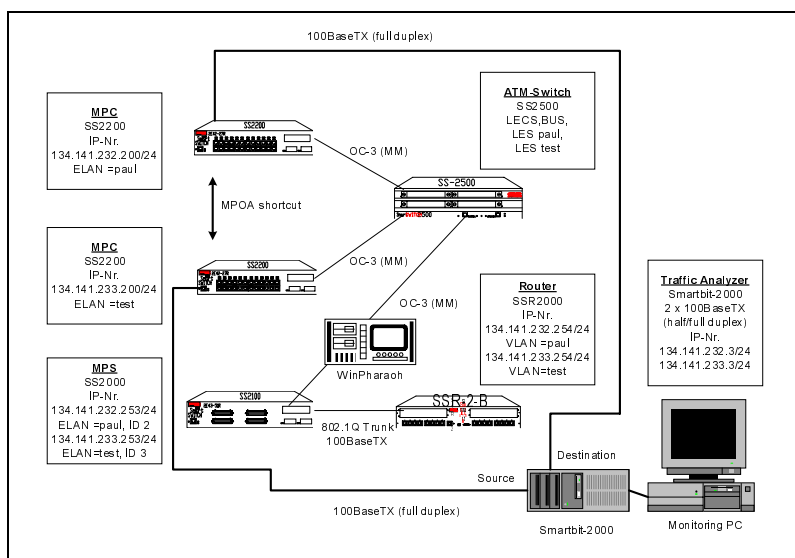 100BaseTX (full duplex)
MPC
SS2200
IP-Nr.
134.141.232.200/24
ELAN =paul
SS2200
OC-3 (MM)
ATM-Switch
SS2500
LECS,BUS,
LES paul,
LES test
SS-2500
MPOA shortcut
MPC
SS2200
IP-Nr.
134.141.233.200/24
ELAN =test
SS2200
OC-3 (MM)
OC-3 (MM)
Router
SSR2000
IP-Nr.
134.141.232.254/24
VLAN =paul
134.141.233.254/24
VLAN=test
Traffic Analyzer
Smartbit-2000
2 x 100BaseTX
(half/full duplex)
IP-Nr.
134.141.232.3/24
134.141.233.3/24
WinPharaoh
MPS
SS2000
IP-Nr.
134.141.232.253/24
ELAN =paul, ID 2
134.141.233.253/24
ELAN=test, ID 3
SS2100
SSR-2-B
802.1Q Trunk
100BaseTX
Destination
Source
100BaseTX (full duplex)
Smartbit-2000
Monitoring PC